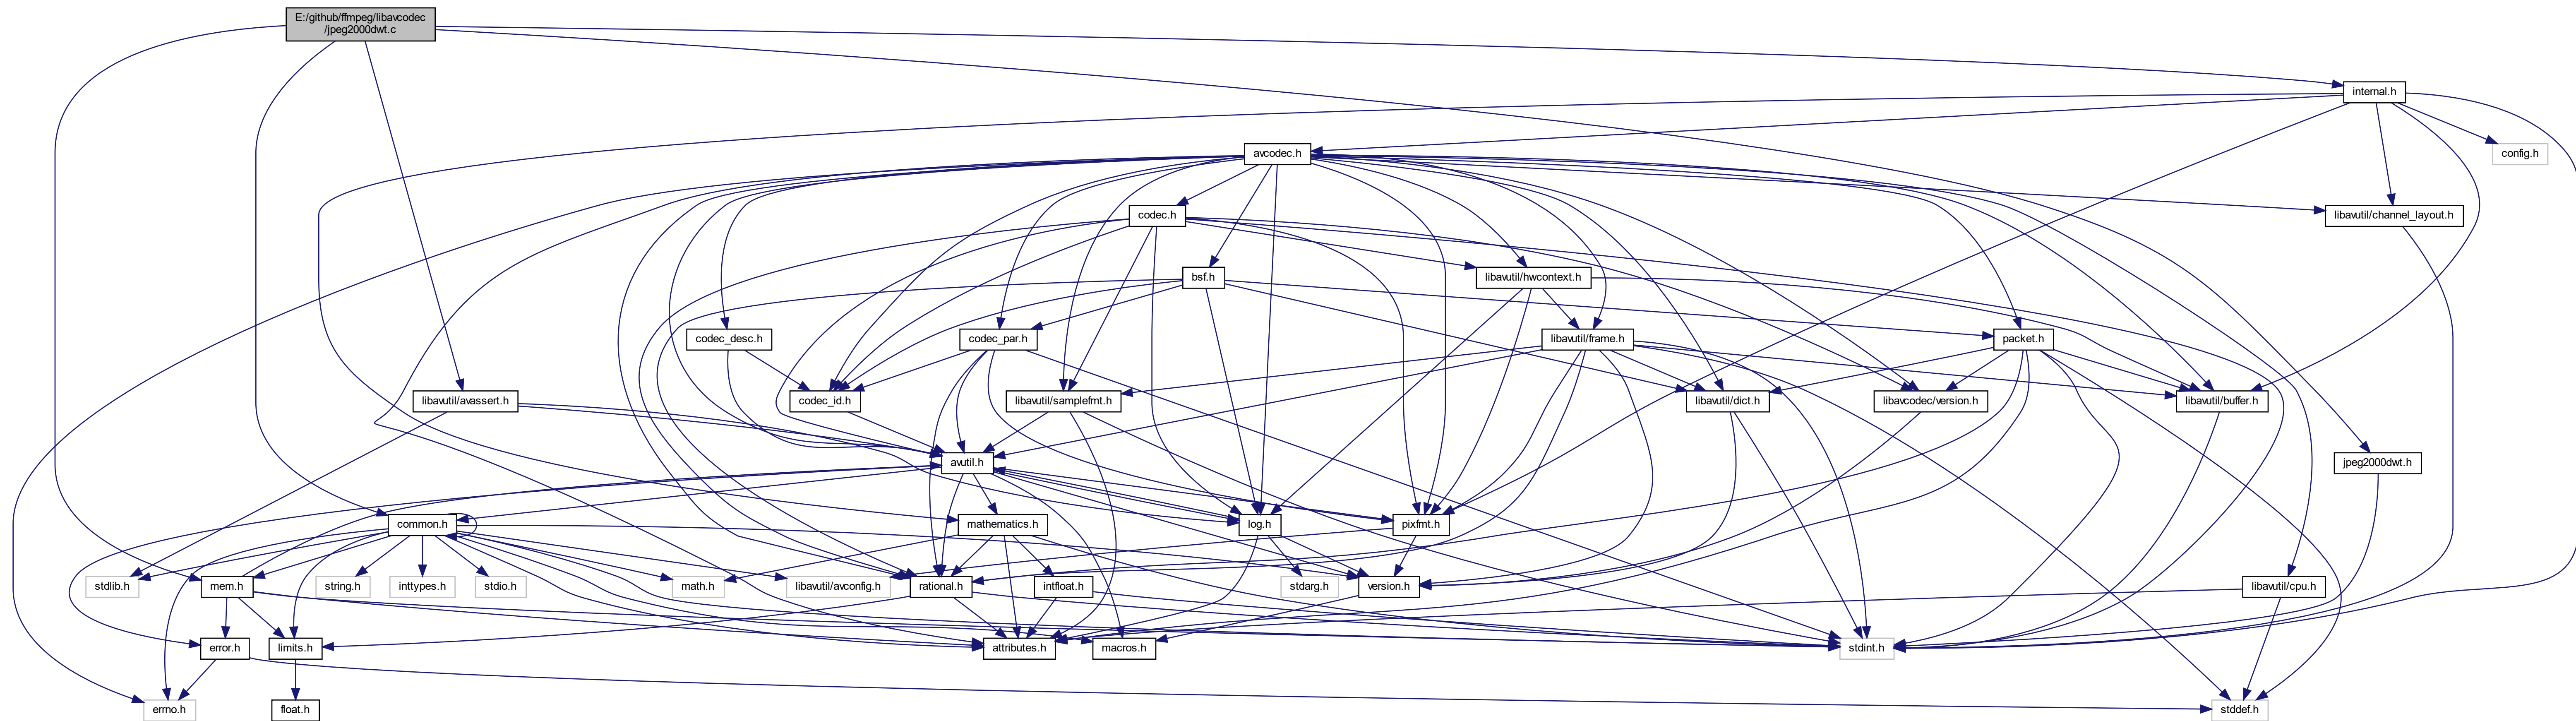 E:/github/ffmpeg/libavcodec
/jpeg2000dwt.c
internal.h
avcodec.h
config.h
codec.h
libavutil/channel_layout.h
bsf.h
libavutil/hwcontext.h
codec_desc.h
codec_par.h
libavutil/frame.h
packet.h
libavutil/avassert.h
codec_id.h
libavutil/samplefmt.h
libavutil/dict.h
libavcodec/version.h
libavutil/buffer.h
avutil.h
jpeg2000dwt.h
common.h
mathematics.h
log.h
pixfmt.h
stdlib.h
mem.h
string.h
inttypes.h
stdio.h
math.h
libavutil/avconfig.h
rational.h
intfloat.h
stdarg.h
version.h
libavutil/cpu.h
error.h
limits.h
attributes.h
macros.h
stdint.h
errno.h
float.h
stddef.h